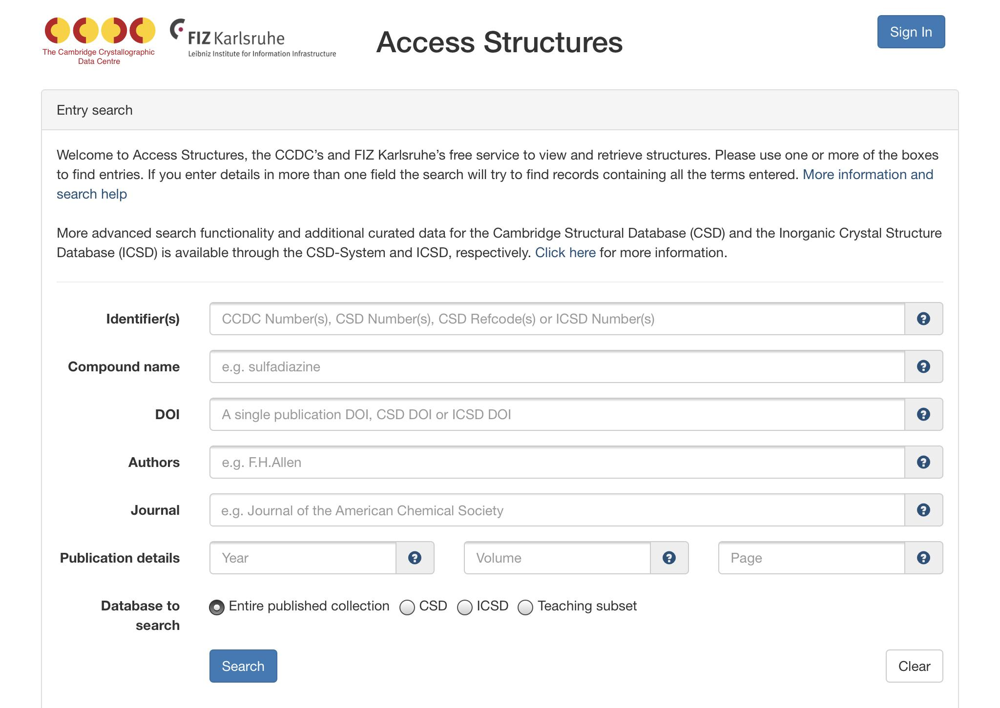 The Cambridge Crystallographic
Data Centre
FIZ Karlsruhe
Leibniz Institute for Information Infrastructure
Access Structures
Sign In
Entry search
Welcome to Access Structures, the CCDC’s and FIZ Karlsruhe’s free service to view and retrieve structures. Please use one or more of the boxes
to find entries. If you enter details in more than one field the search will try to find records containing all the terms entered. More information and
search help
More advanced search functionality and additional curated data for the Cambridge Structural Database (CSD) and the Inorganic Crystal Structure
Database (ICSD) is available through the CSD-System and ICSD, respectively. Click here for more information.
Identifier(s) CCDC Number(s), CSD Number(s), CSD Refcode(s) or ICSD Number(s) ?
Compound name e.g. sulfadiazine ?
DOI A single publication DOI, CSD DOI or ICSD DOI ?
Authors e.g. F.H.Allen ?
Journal e.g. Journal of the American Chemical Society ?
Publication details Year ? Volume ? Page ?
Database to Entire published collection CSD ICSD Teaching subset
search
Search Clear